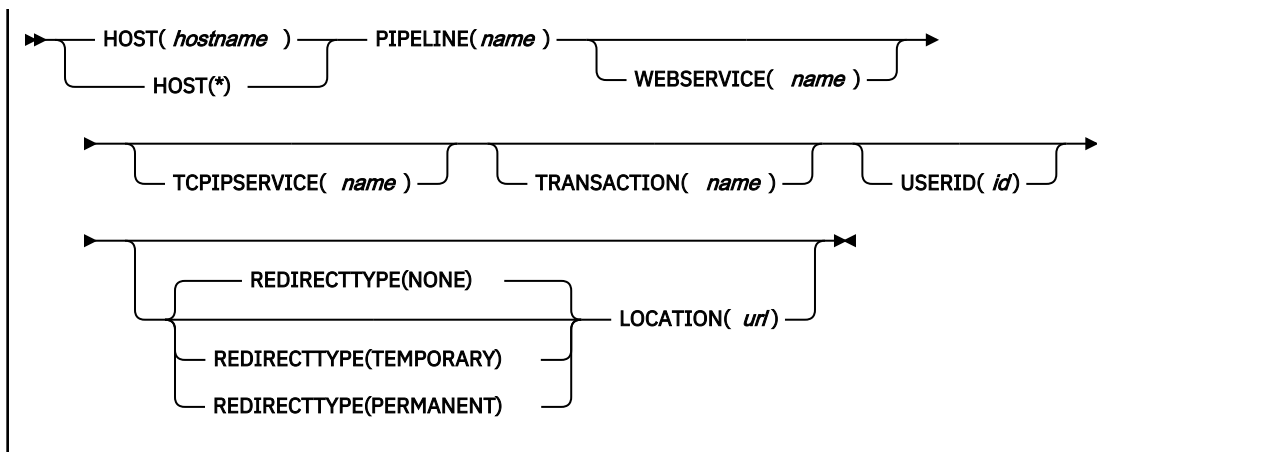 HOST( hostname ) PIPELINE( name )
HOST(*) WEBSERVICE( name )
TCPIPSERVICE( name ) TRANSACTION( name ) USERID( id)
REDIRECTTYPE(NONE)
LOCATION( url)
REDIRECTTYPE(TEMPORARY)
REDIRECTTYPE(PERMANENT)